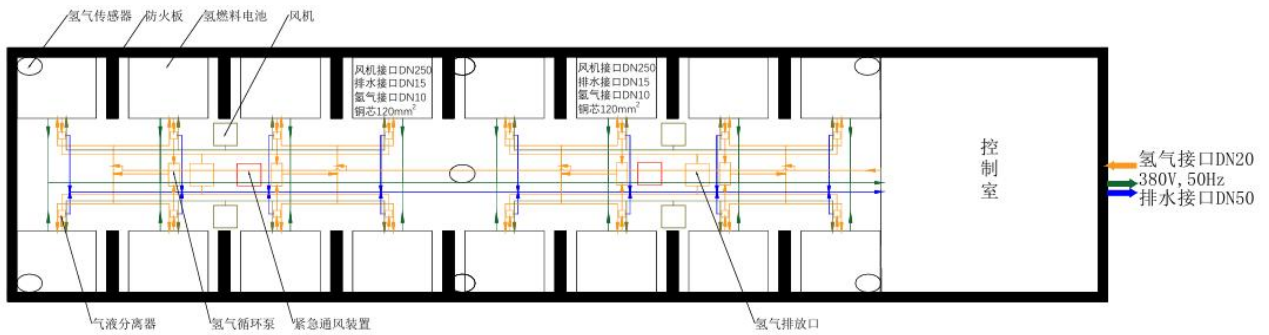 氢气传感器
防火板
氢燃料电池
风机
风机接口DN250
排水接口DN15
氢气接口DN10
铜芯120mm²
风机接口DN250
排水接口DN15
氢气接口DN10
铜芯120mm²
控制室
氢气接口DN20
380V,50Hz
排水接口DN50
气液分离器
氢气循环泵
紧急通风装置
氢气排放口